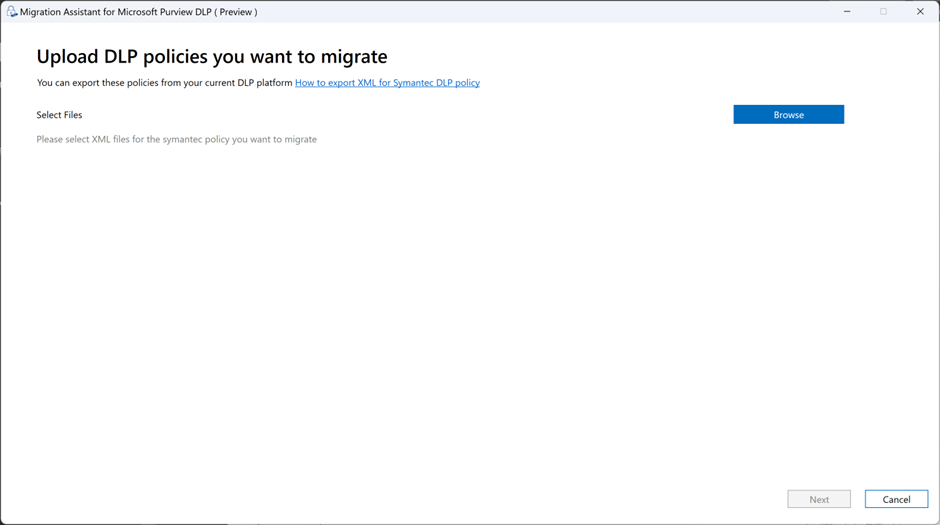 Migration Assistant for Microsoft Purview DLP ( Preview )
Upload DLP policies you want to migrate
You can export these policies from your current DLP platform How to export XML for Symantec DLP policy
Select Files
Browse
Please select XML files for the symantec policy you want to migrate
Next
Cancel